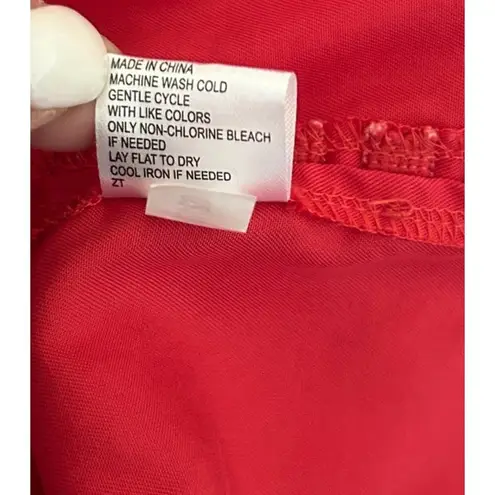 MADE IN CHINA
MACHINE WASH COLD
GENTLE CYCLE
WITH LIKE COLORS
ONLY NON-CHLORINE BLEACH
IF NEEDED
LAY FLAT TO DRY
COOL IRON IF NEEDED
ZT